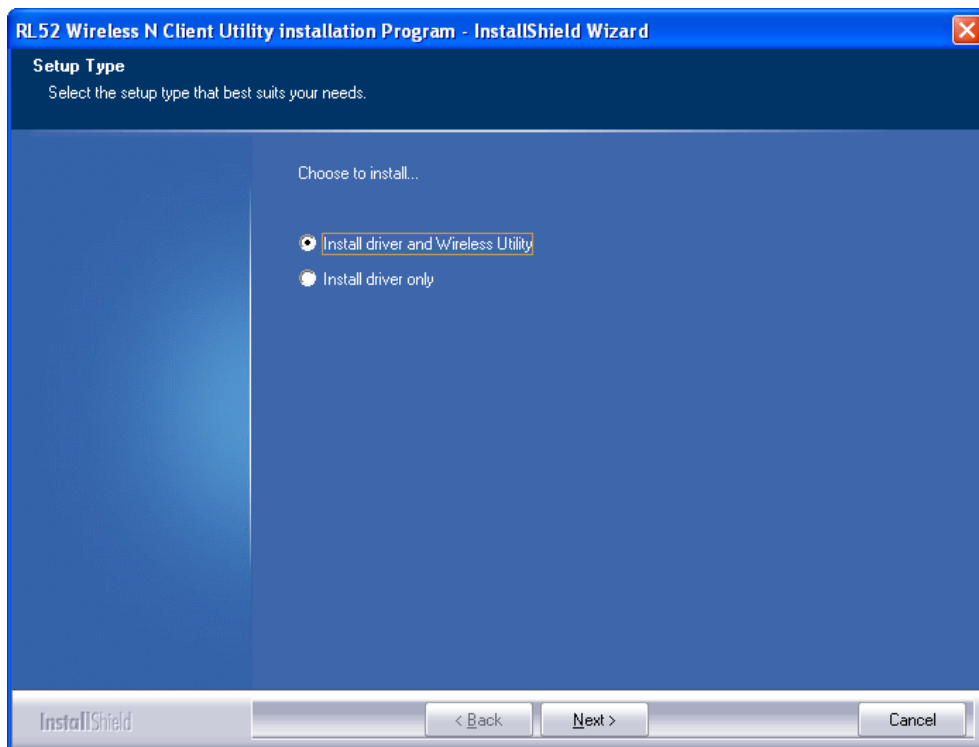 RL52 Wireless N Client Utility installation Program - InstallShield Wizard
Setup Type
Select the setup type that best suits your needs.
Choose to install...
Install driver and Wireless Utility
Install driver only
InstallShield
< Back
Next >
Cancel